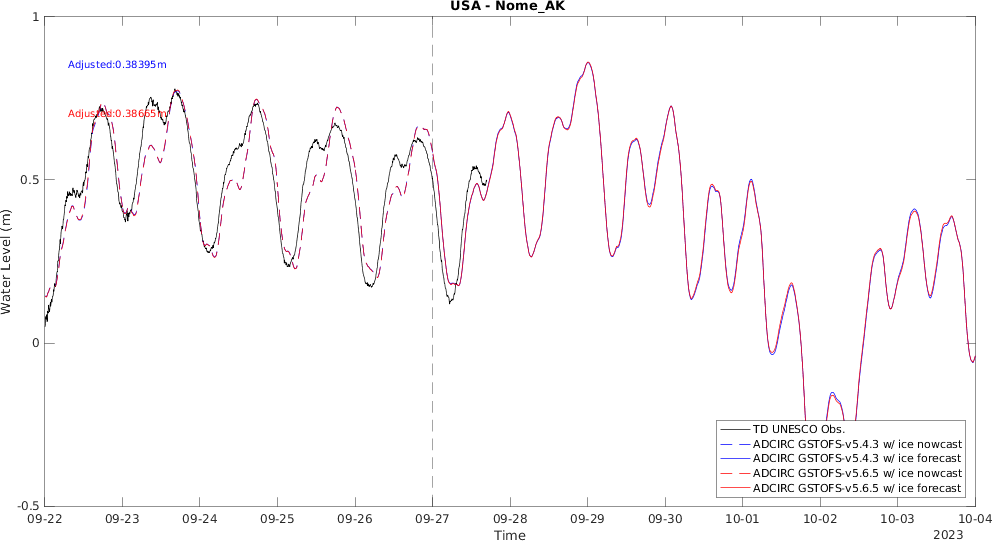 USA - Nome_AK
1
Adjusted:0.38395m
Adjusted:0.38655m
0.5
Water Level (m)
0
TD UNESCO Obs.
ADCIRC GSTOFS-v5.4.3 w/ ice nowcast
ADCIRC GSTOFS-v5.4.3 w/ ice forecast
ADCIRC GSTOFS-v5.6.5 w/ ice nowcast
ADCIRC GSTOFS-v5.6.5 w/ ice forecast
-0.5
09-22 09-23 09-24 09-25 09-26 09-27 09-28 09-29 09-30 10-01 10-02 10-03 10-04
Time
2023